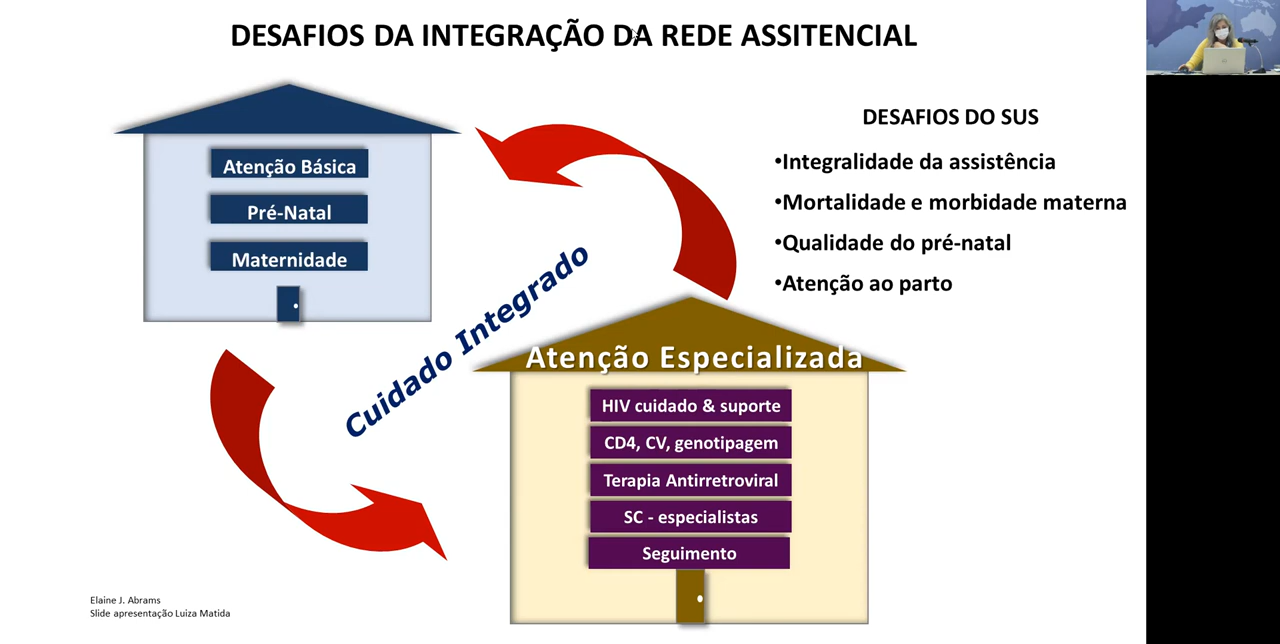 DESAFIOS DA INTEGRAÇÃO DA REDE ASSITENCIAL
Atenção Básica
Pré-Natal
Maternidade
Cuidado Integrado
DESAFIOS DO SUS
•Integralidade da assistência
•Mortalidade e morbidade materna
•Qualidade do pré-natal
•Atenção ao parto
Atenção Especializada
HIV cuidado & suporte
CD4, CV, genotipagem
Terapia Antirretroviral
SC - especialistas
Seguimento
Elaine J. Abrams
Slide apresentação Luiza Matida